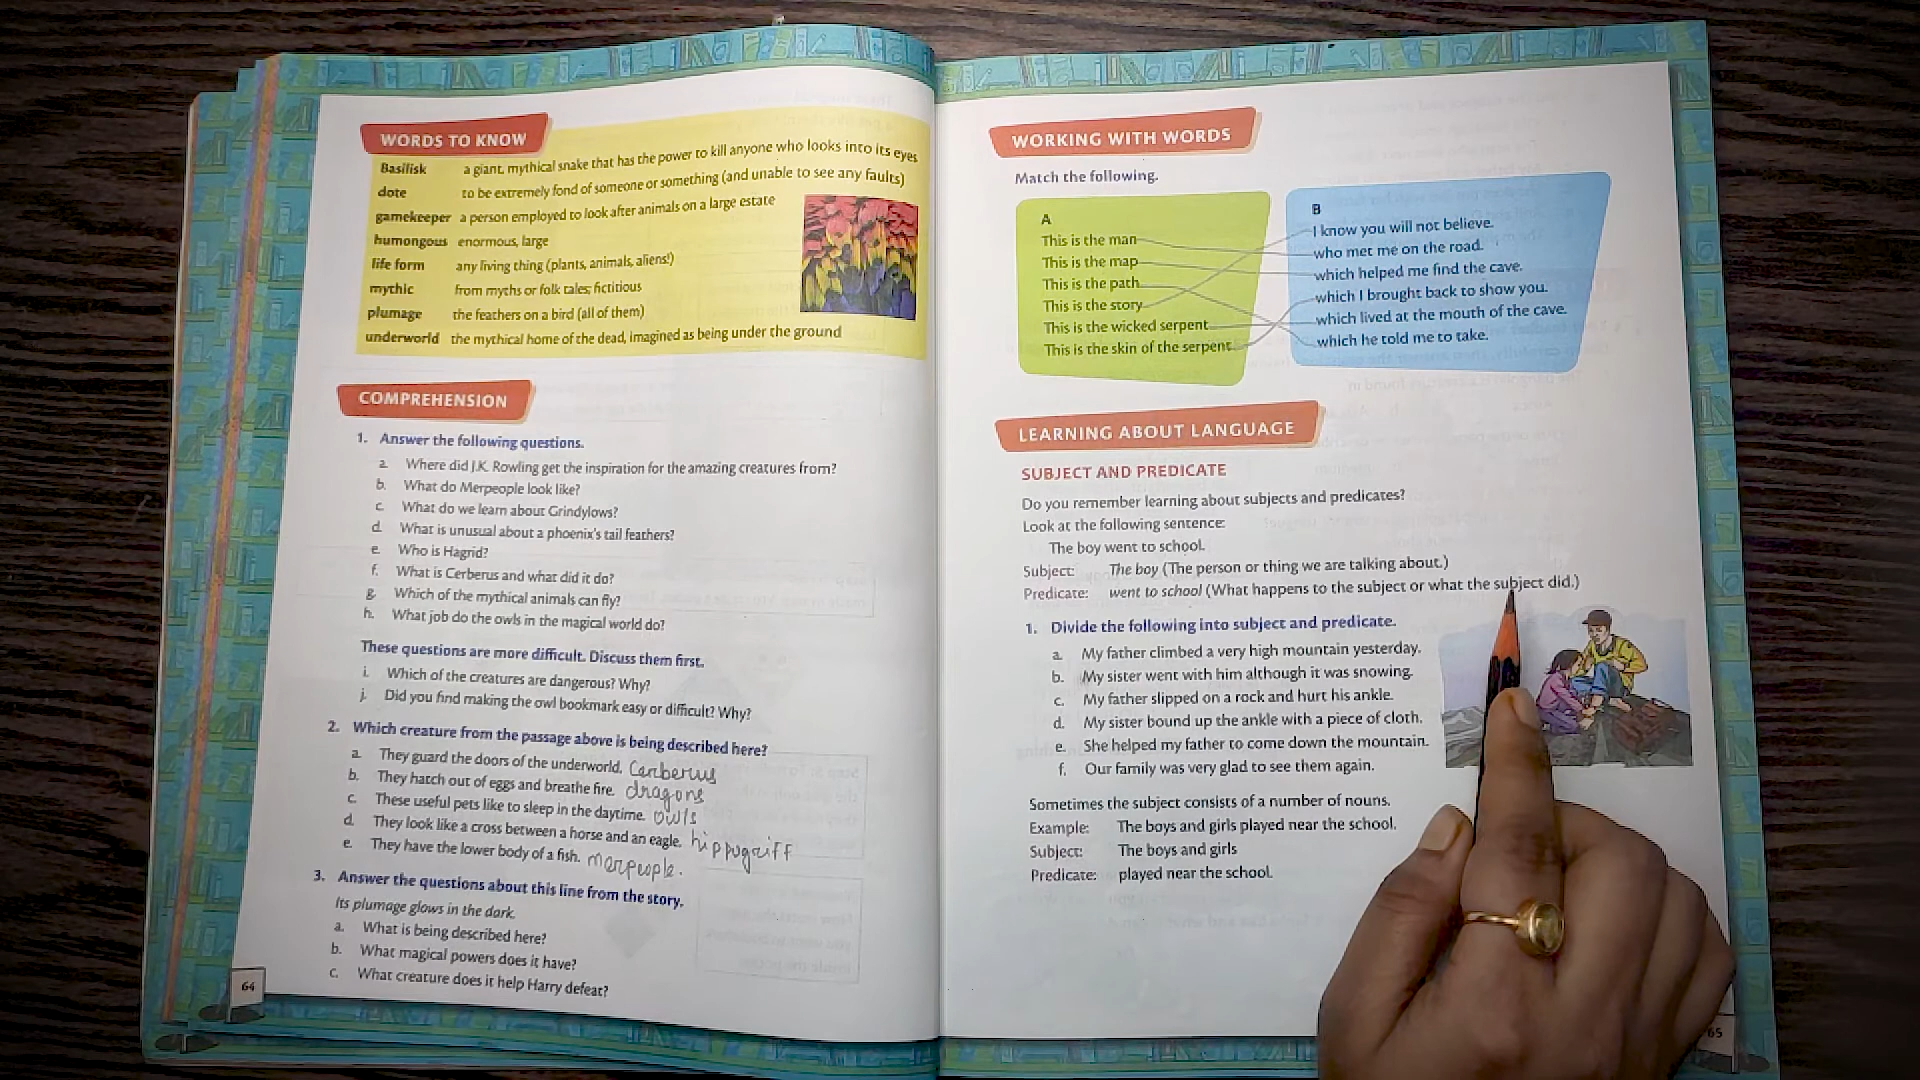 WORDS TO KNOW
Basilisk a giant, mythical snake that has the power to kill anyone who looks into its eyes
dote to be extremely fond of someone or something (and unable to see any faults)
gamekeeper a person employed to look after animals on a large estate
humongous enormous, large
life form any living thing (plants, animals, aliens!)
mythic from myths or folk tales; fictitious
plumage the feathers on a bird (all of them)
underworld the mythical home of the dead, imagined as being under the ground
COMPREHENSION
1. Answer the following questions.
a. Where did J.K. Rowling get the inspiration for the amazing creatures from?
b. What do Merpeople look like?
c. What do we learn about Grindylows?
d. What is unusual about a phoenix's tail feathers?
e. Who is Hagrid?
f. What is Cerberus and what did it do?
g. Which of the mythical animals can fly?
h. What job do the owls in the magical world do?
These questions are more difficult. Discuss them first.
i. Which of the creatures are dangerous? Why?
j. Did you find making the owl bookmark easy or difficult? Why?
2. Which creature from the passage above is being described here?
a. They guard the doors of the underworld. Cerberus
b. They hatch out of eggs and breathe fire. dragons
c. These useful pets like to sleep in the daytime. owls
d. They look like a cross between a horse and an eagle. hippogriff
e. They have the lower body of a fish. merpeople.
3. Answer the questions about this line from the story.
Its plumage glows in the dark.
a. What is being described here?
b. What magical powers does it have?
c. What creature does it help Harry defeat?
64
WORKING WITH WORDS
Match the following.
A
This is the man
This is the map
This is the path
This is the story
This is the wicked serpent
This is the skin of the serpent
B
I know you will not believe.
who met me on the road.
which helped me find the cave.
which I brought back to show you.
which lived at the mouth of the cave.
which he told me to take.
LEARNING ABOUT LANGUAGE
SUBJECT AND PREDICATE
Do you remember learning about subjects and predicates?
Look at the following sentence:
The boy went to school.
Subject: The boy (The person or thing we are talking about.)
Predicate: went to school (What happens to the subject or what the subject did.)
1. Divide the following into subject and predicate.
a. My father climbed a very high mountain yesterday.
b. My sister went with him although it was snowing.
c. My father slipped on a rock and hurt his ankle.
d. My sister bound up the ankle with a piece of cloth.
e. She helped my father to come down the mountain.
f. Our family was very glad to see them again.
Sometimes the subject consists of a number of nouns.
Example: The boys and girls played near the school.
Subject: The boys and girls
Predicate: played near the school.
65